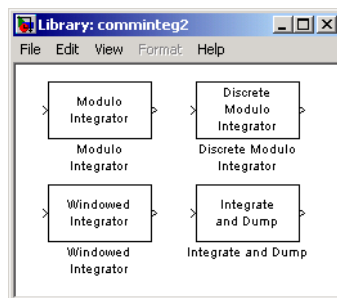 Library: comminteg2
File Edit View Format Help
Modulo
Integrator
Modulo
Integrator
Discrete
Modulo
Integrator
Discrete Modulo
Integrator
Windowed
Integrator
Windowed
Integrator
Integrate
and Dump
Integrate and Dump